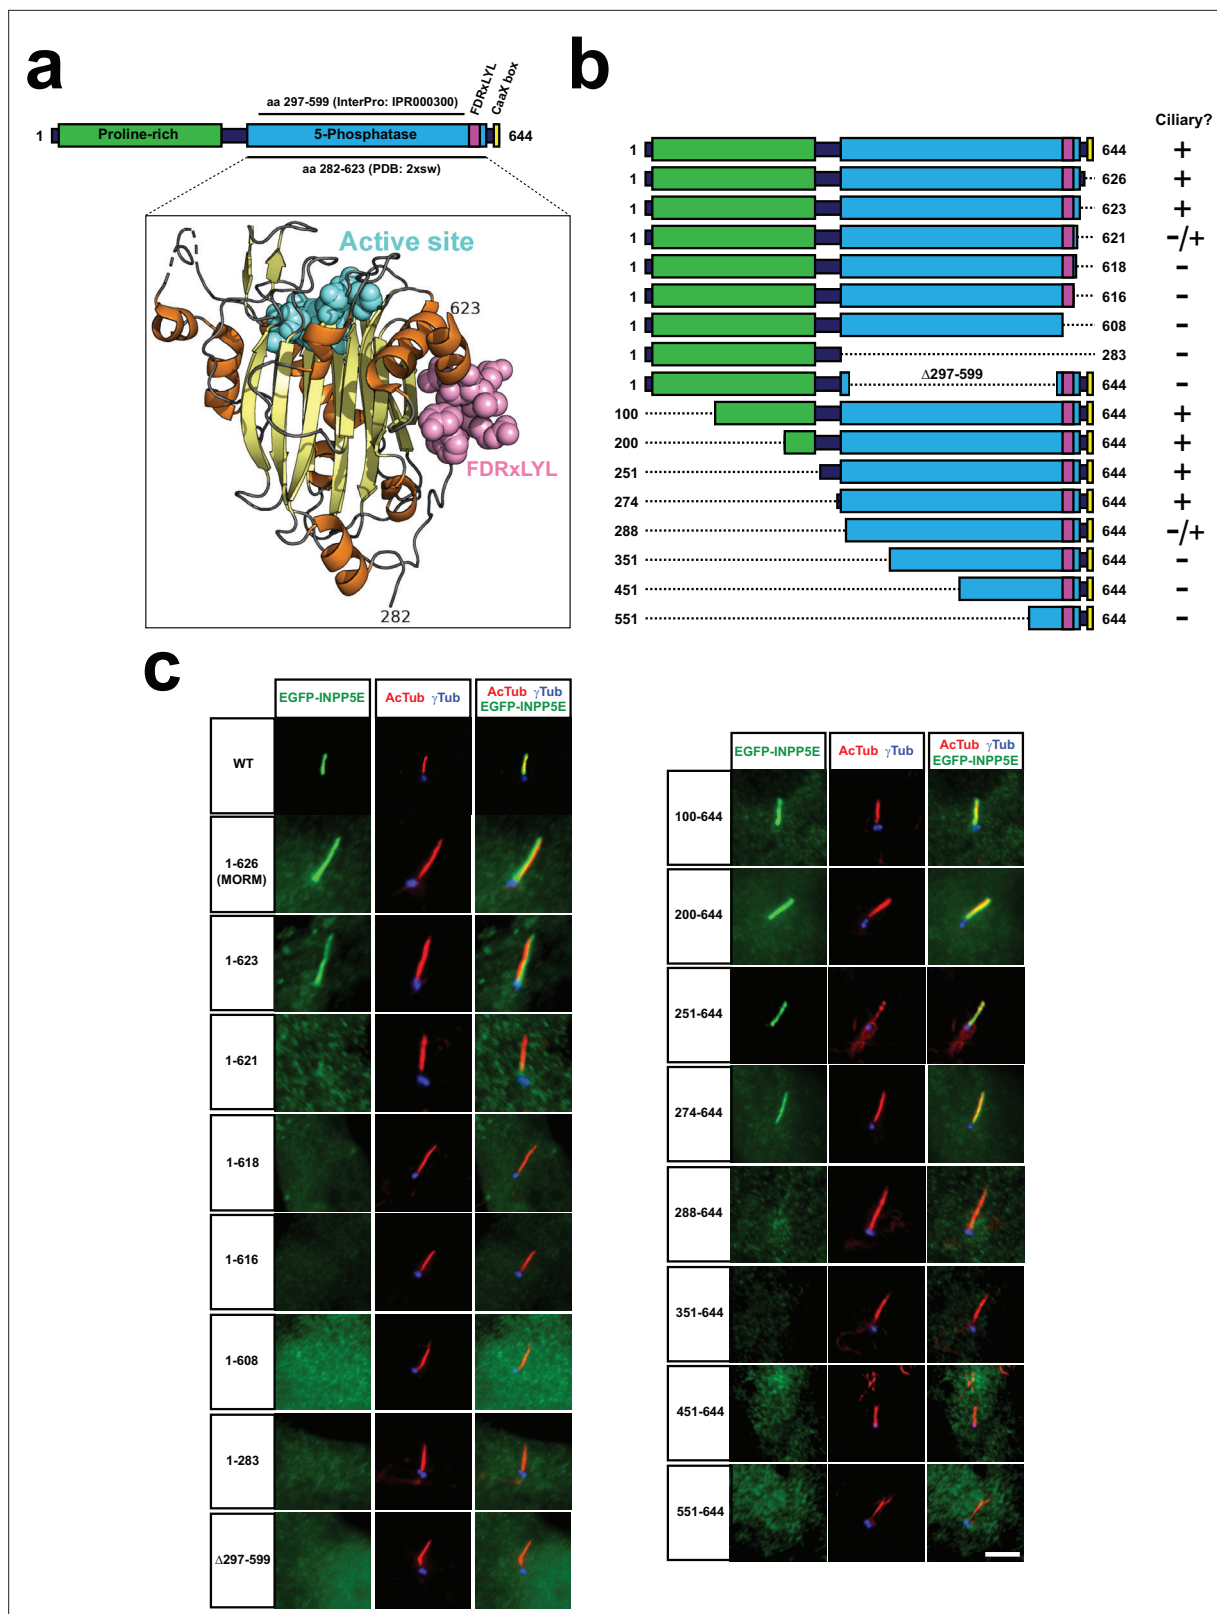 a
aa 297-599 (InterPro: IPR000300)
FDRxLYL
CaaX box
1 Proline-rich 5-Phosphatase 644
aa 282-623 (PDB: 2xsw)
Active site
623
FDRxLYL
282
b
Ciliary?
1 644 +
1 626 +
1 623 +
1 621 -/+
1 618 -
1 616 -
1 608 -
1 283 -
1 Δ297-599 644 -
100 644 +
200 644 +
251 644 +
274 644 +
288 644 -/+
351 644 -
451 644 -
551 644 -
c
EGFP-INPP5E AcTub γTub AcTub γTub
EGFP-INPP5E
WT
1-626
(MORM)
1-623
1-621
1-618
1-616
1-608
1-283
Δ297-599
EGFP-INPP5E AcTub γTub AcTub γTub
EGFP-INPP5E
100-644
200-644
251-644
274-644
288-644
351-644
451-644
551-644